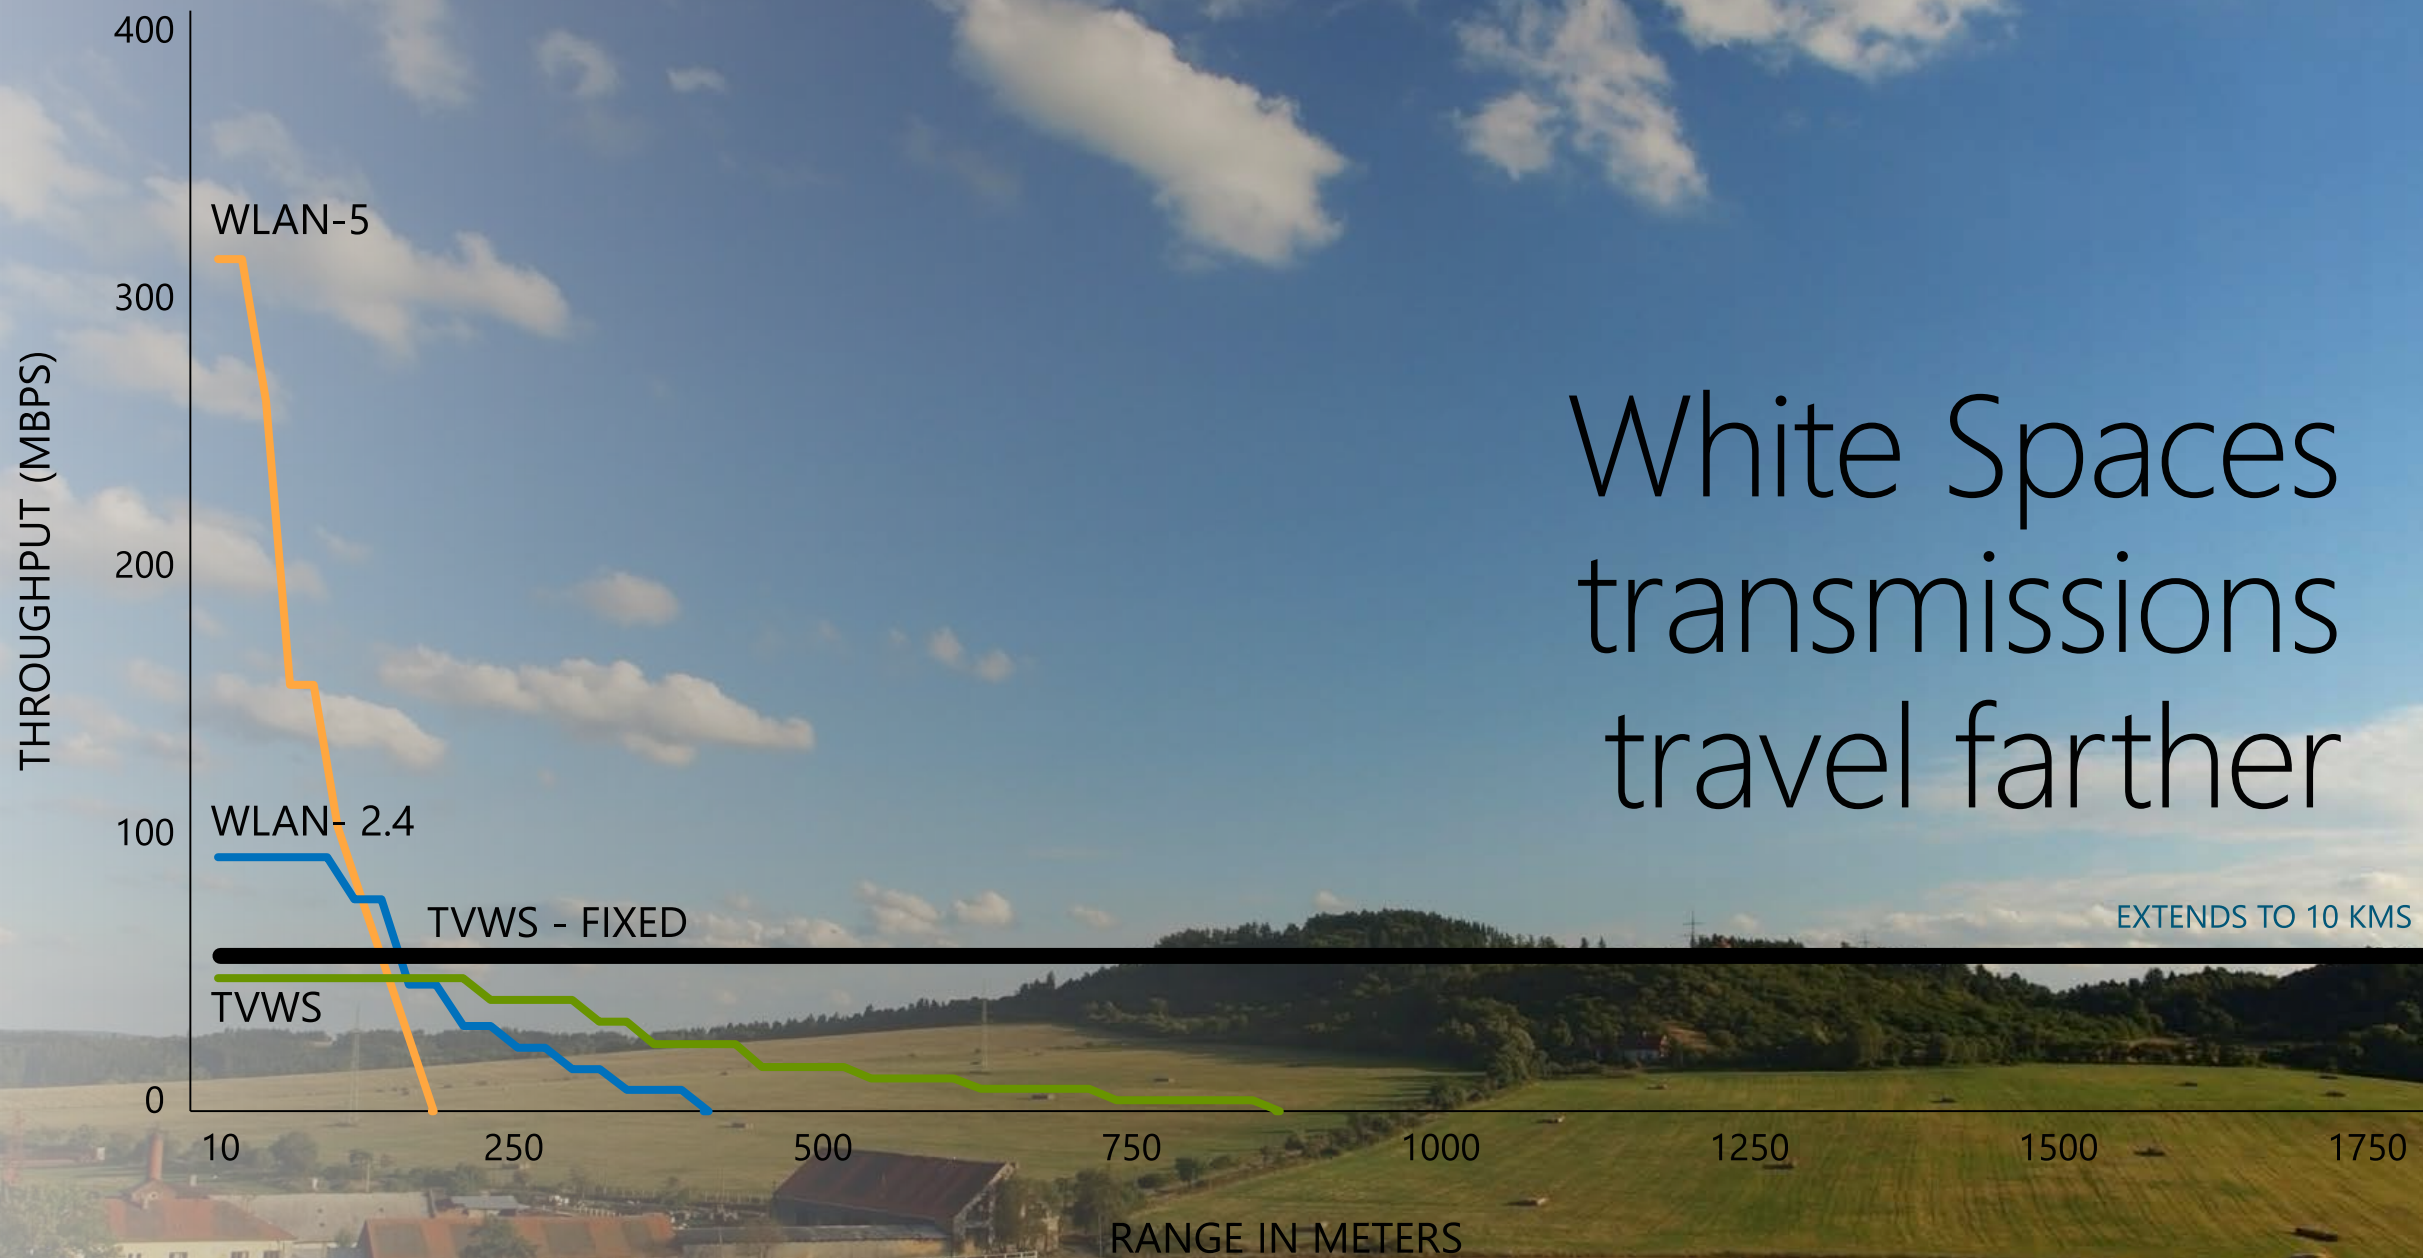 400
WLAN-5
300
THROUGHPUT (MBPS)
200
White Spaces
transmissions
travel farther
WLAN- 2.4
100
TVWS - FIXED
EXTENDS TO 10 KMS
TVWS
0
10 250 500 750 1000 1250 1500 1750
RANGE IN METERS